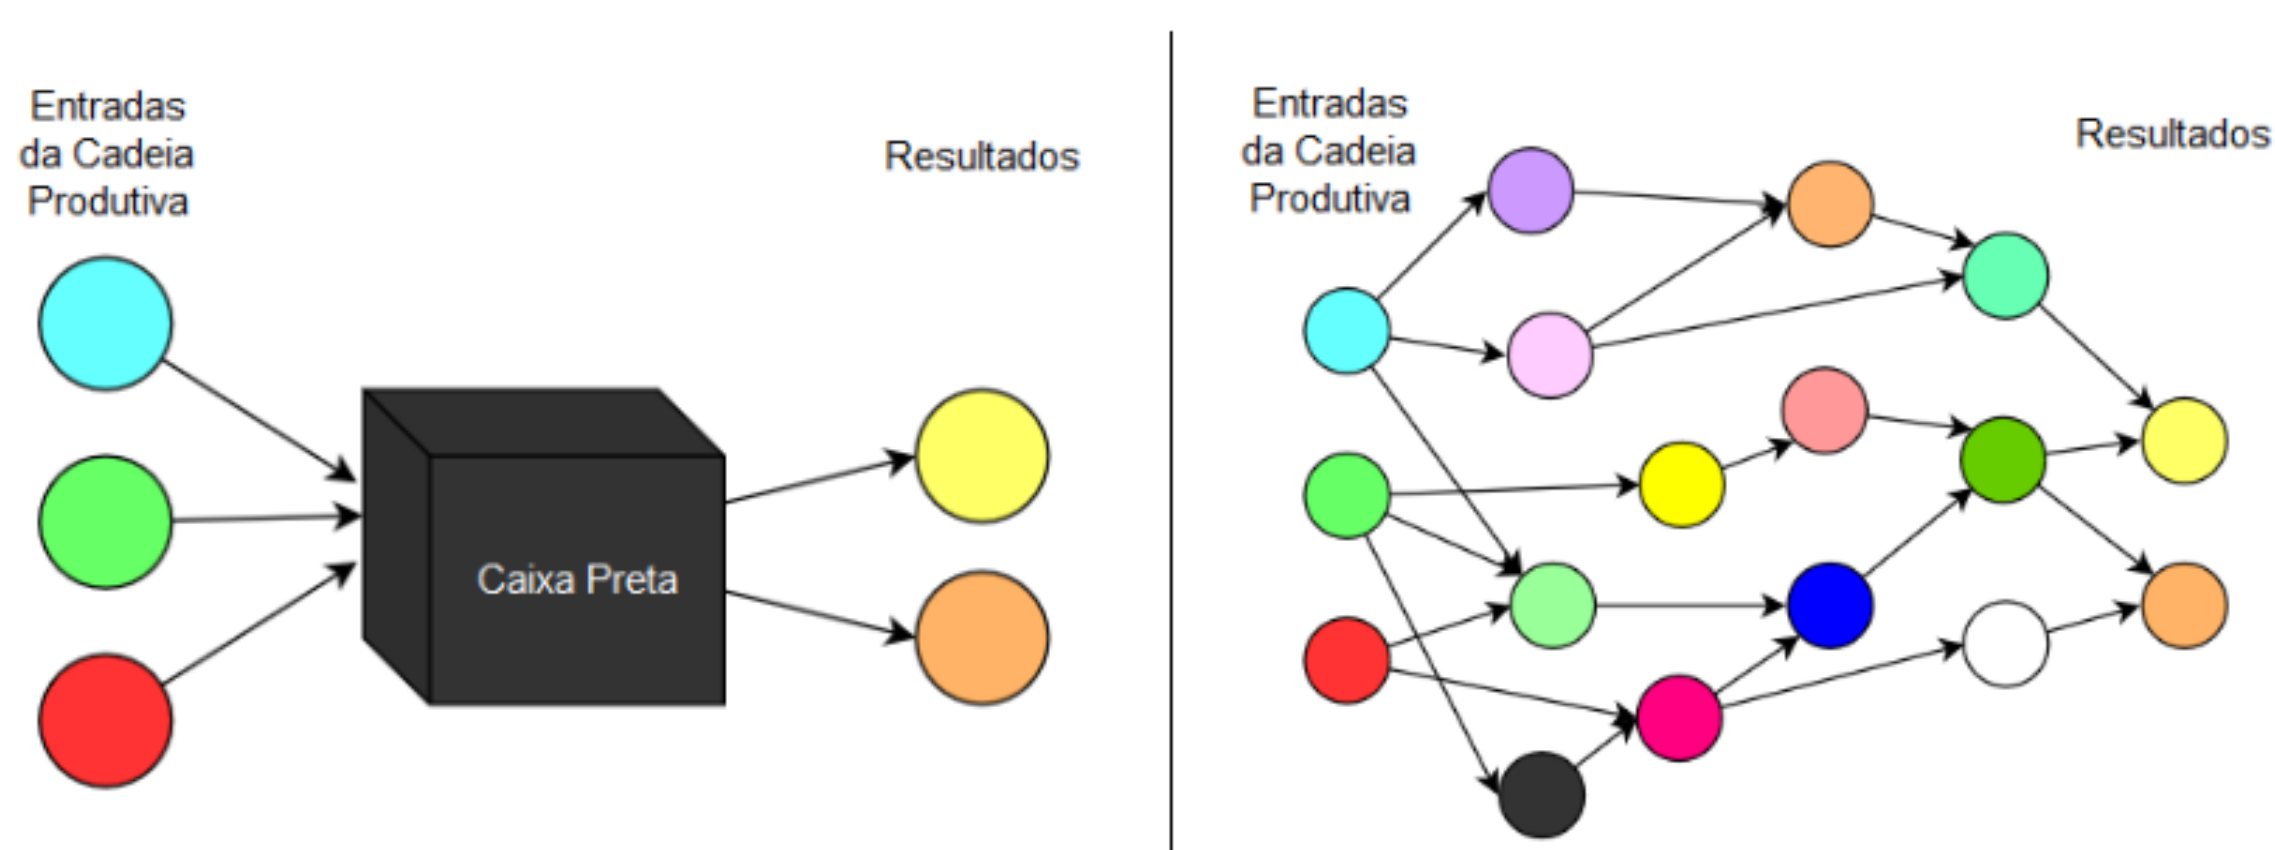 Entradas
da Cadeia
Produtiva
Resultados
Caixa Preta
Entradas
da Cadeia
Produtiva
Resultados